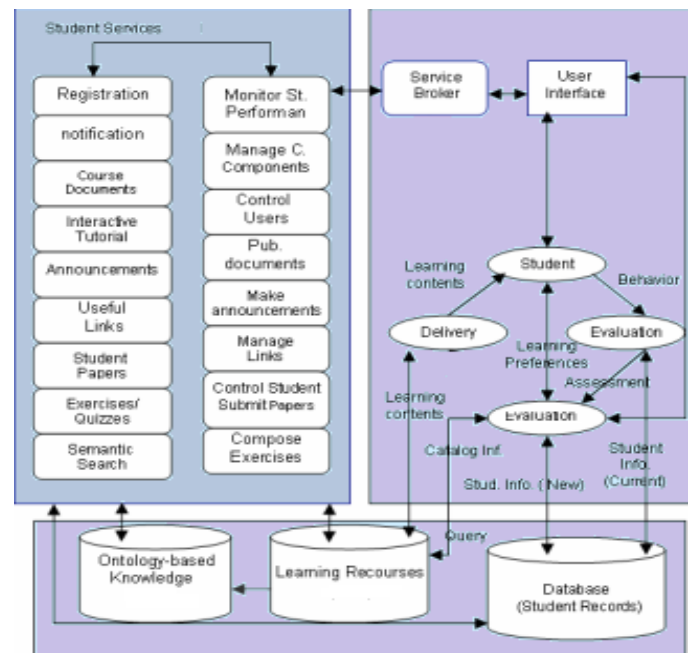 Student Services
Registration
notification
Course
Documents
Interactive
Tutorial
Announcements
Useful
Links
Student
Papers
Exercises/
Quizzes
Semantic
Search
Monitor St.
Performan
Manage C.
Components
Control
Users
Pub.
documents
Make
announcements
Manage
Links
Control Student
Submit Papers
Compose
Exercises
Service
Broker
User
Interface
Student
Learning
contents
Behavior
Delivery
Evaluation
Learning
Preferences
Assessment
Learning
contents
Evaluation
Catalog Inf.
Stud. Info. (New)
Student
Info.
(Current)
Query
Ontology-based
Knowledge
Learning Recourses
Database
(Student Records)